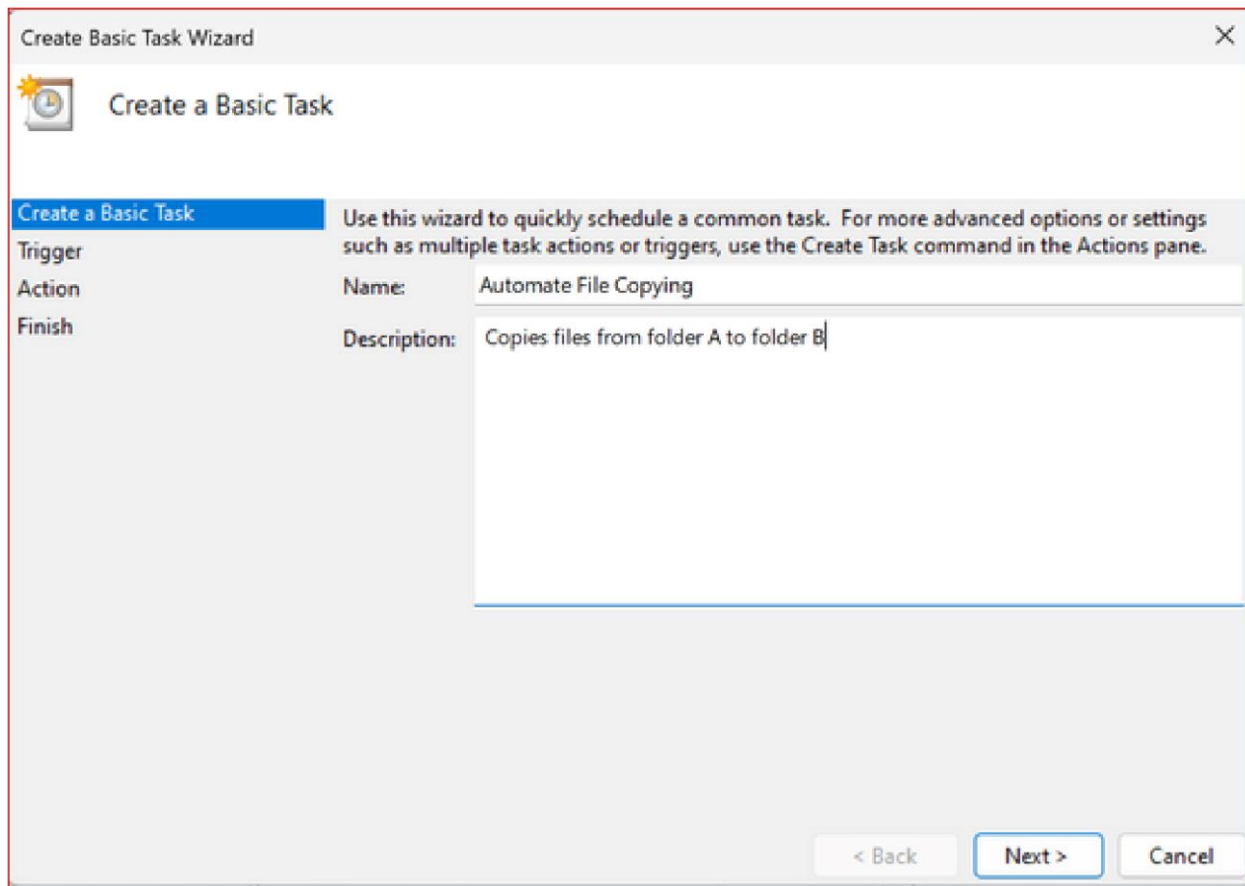 Create Basic Task Wizard
Create a Basic Task
Create a Basic Task
Trigger
Action
Finish
Use this wizard to quickly schedule a common task.  For more advanced options or settings
such as multiple task actions or triggers, use the Create Task command in the Actions pane.
Name:
Automate File Copying
Description:
Copies files from folder A to folder B
< Back
Next >
Cancel